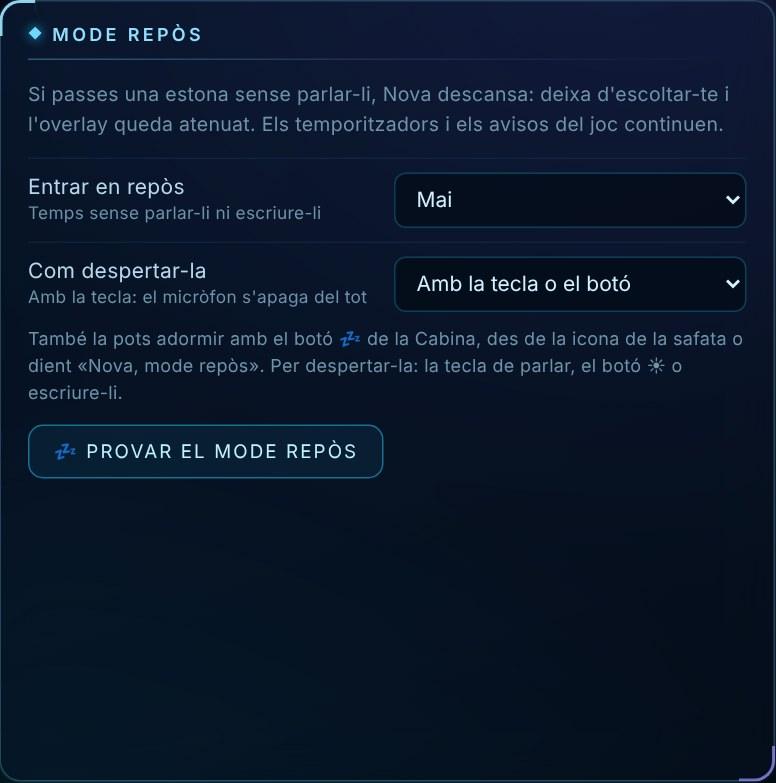 MODE REPÒS
Si passes una estona sense parlar-li, Nova descansa: deixa d'escoltar-te i
l'overlay queda atenuat. Els temporitzadors i els avisos del joc continuen.
Entrar en repòs
Temps sense parlar-li ni escriure-li
Mai
Com despertar-la
Amb la tecla: el micròfon s'apaga del tot
Amb la tecla o el botó
També la pots adormir amb el botó 💤 de la Cabina, des de la icona de la safata o
dient «Nova, mode repòs». Per despertar-la: la tecla de parlar, el botó ☀ o
escriure-li.
💤 PROVAR EL MODE REPÒS